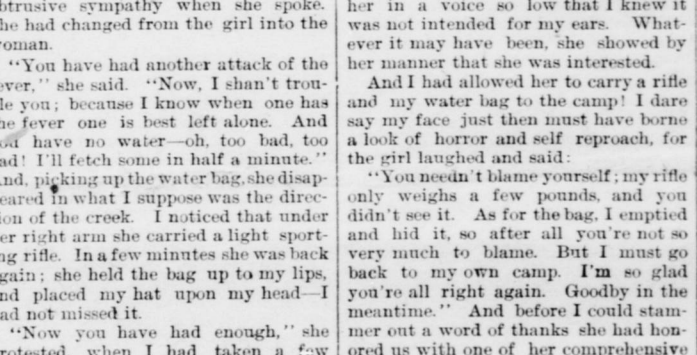 btrusive sympathy when she spoke.
he had changed from the girl into the
oman.
"You have had another attack of the
ever," she said. "Now, I shan't trou-
le you; because I know when one has
he fever one is best left alone. And
ou have no water—oh, too bad, too
ad! I'll fetch some in half a minute."
nd, picking up the water bag, she disap-
eared in what I suppose was the direc-
ion of the creek. I noticed that under
er right arm she carried a light sport-
ng rifle. In a few minutes she was back
gain; she held the bag up to my lips,
nd placed my hat upon my head—I
ad not missed it.
"Now you have had enough," she
rotested, when I had taken a few
her in a voice so low that I knew it
was not intended for my ears. What-
ever it may have been, she showed by
her manner that she was interested.
And I had allowed her to carry a rifle
and my water bag to the camp! I dare
say my face just then must have borne
a look of horror and self reproach, for
the girl laughed and said:
"You needn't blame yourself; my rifle
only weighs a few pounds, and you
didn't see it. As for the bag, I emptied
and hid it, so after all you're not so
very much to blame. But I must go
back to my own camp. I'm so glad
you're all right again. Goodby in the
meantime." And before I could stam-
mer out a word of thanks she had hon-
ored us with one of her comprehensive